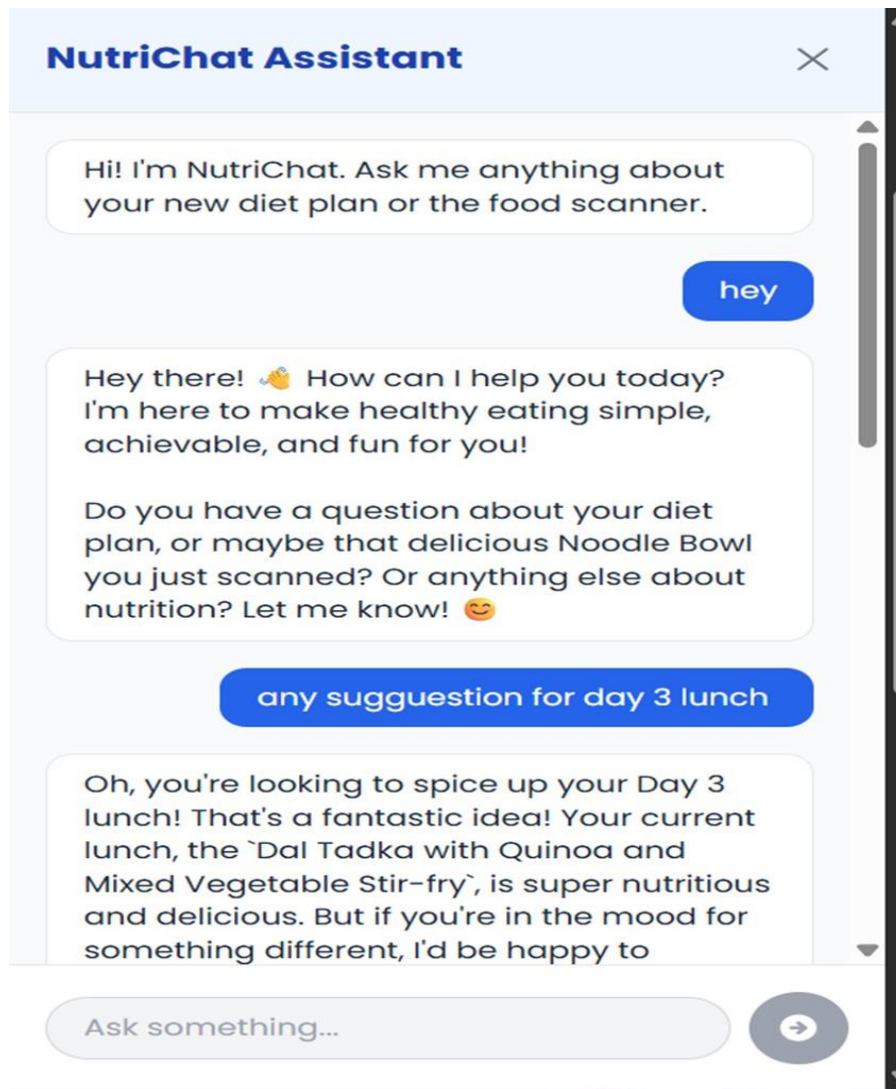 NutriChat Assistant
Hi! I'm NutriChat. Ask me anything about
your new diet plan or the food scanner.
hey
Hey there! 👋 How can I help you today?
I'm here to make healthy eating simple,
achievable, and fun for you!
Do you have a question about your diet
plan, or maybe that delicious Noodle Bowl
you just scanned? Or anything else about
nutrition? Let me know! 😊
any sugguestion for day 3 lunch
Oh, you're looking to spice up your Day 3
lunch! That's a fantastic idea! Your current
lunch, the `Dal Tadka with Quinoa and
Mixed Vegetable Stir-fry`, is super nutritious
and delicious. But if you're in the mood for
something different, I'd be happy to
Ask something...